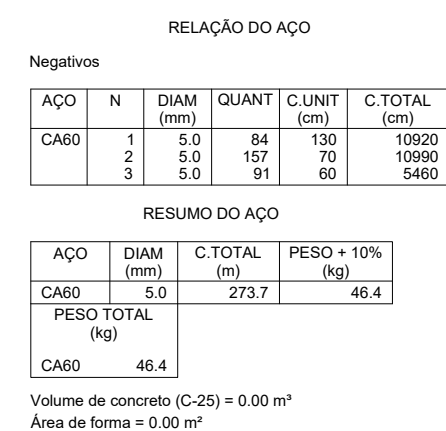 RELAÇÃO DO AÇO
Negativos
AÇO N DIAM QUANT C.UNIT C.TOTAL
(mm) (cm) (cm)
CA60 1 5.0 84 130 10920
2 5.0 157 70 10990
3 5.0 91 60 5460
RESUMO DO AÇO
AÇO DIAM C.TOTAL PESO + 10%
(mm) (m) (kg)
CA60 5.0 273.7 46.4
PESO TOTAL
(kg)
CA60 46.4
Volume de concreto (C-25) = 0.00 m³
Área de forma = 0.00 m²